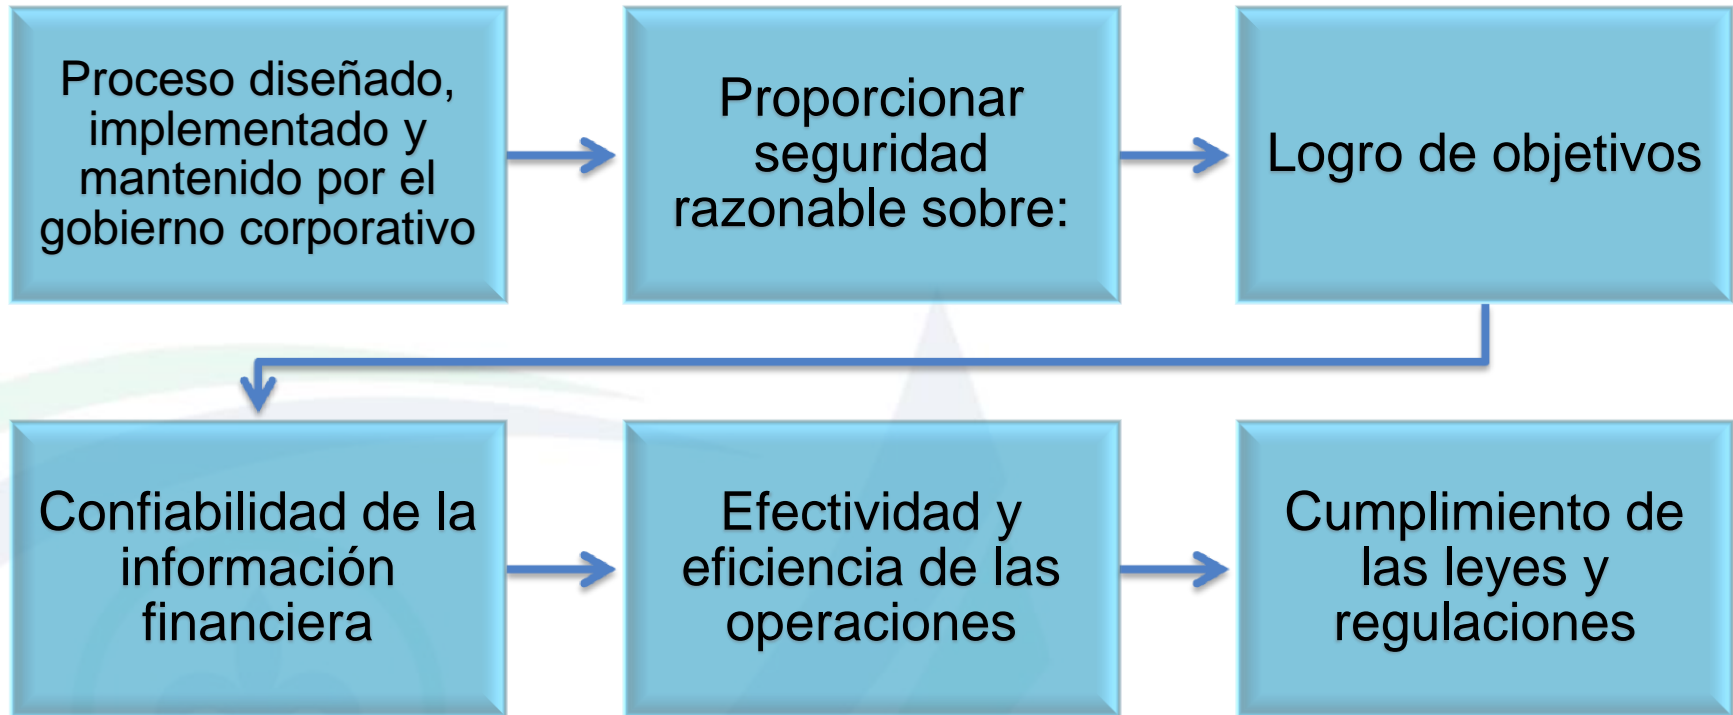 Proceso diseñado,
implementado y
mantenido por el
gobierno corporativo
Proporcionar
seguridad
razonable sobre:
Logro de objetivos
Confiabilidad de la
información
financiera
Efectividad y
eficiencia de las
operaciones
Cumplimiento de
las leyes y
regulaciones